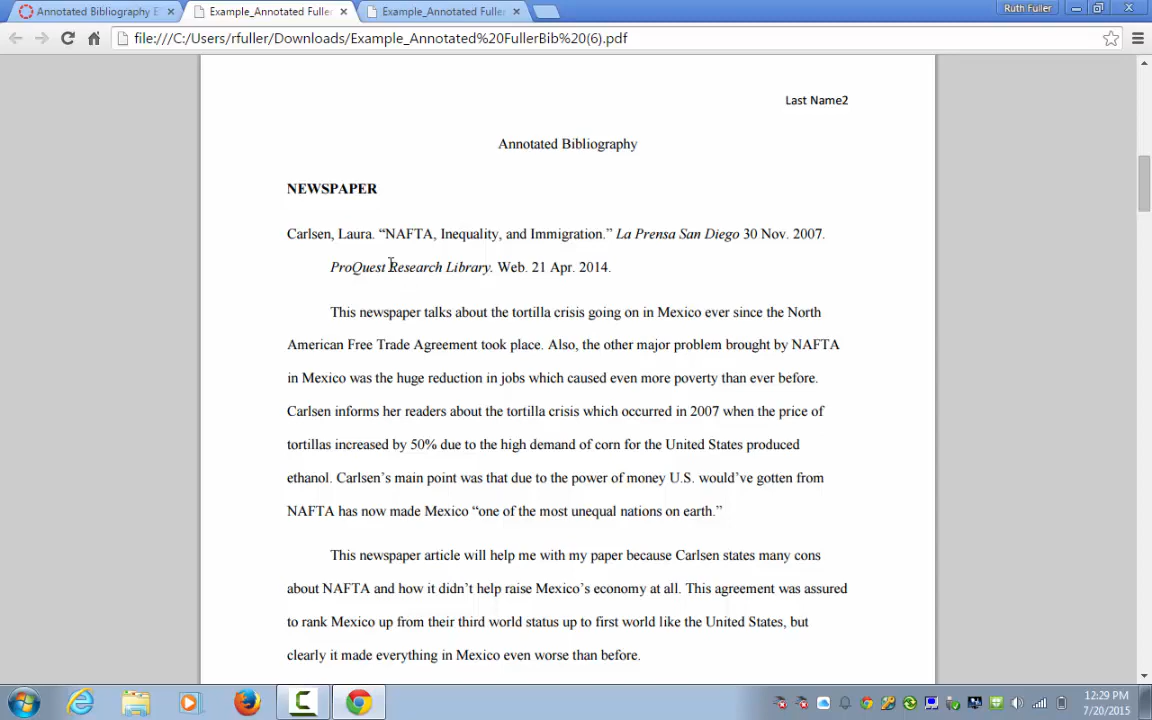 Annotated Bibliography E
Example_Annotated Fuller
Example_Annotated Fuller
Ruth Fuller
file:///C:/Users/rfuller/Downloads/Example_Annotated%20FullerBib%20(6).pdf
Last Name2
Annotated Bibliography
NEWSPAPER
Carlsen, Laura. “NAFTA, Inequality, and Immigration.” La Prensa San Diego 30 Nov. 2007.
ProQuest Research Library. Web. 21 Apr. 2014.
This newspaper talks about the tortilla crisis going on in Mexico ever since the North
American Free Trade Agreement took place. Also, the other major problem brought by NAFTA
in Mexico was the huge reduction in jobs which caused even more poverty than ever before.
Carlsen informs her readers about the tortilla crisis which occurred in 2007 when the price of
tortillas increased by 50% due to the high demand of corn for the United States produced
ethanol. Carlsen’s main point was that due to the power of money U.S. would’ve gotten from
NAFTA has now made Mexico “one of the most unequal nations on earth.”
This newspaper article will help me with my paper because Carlsen states many cons
about NAFTA and how it didn’t help raise Mexico’s economy at all. This agreement was assured
to rank Mexico up from their third world status up to first world like the United States, but
clearly it made everything in Mexico even worse than before.
12:29 PM
7/20/2015